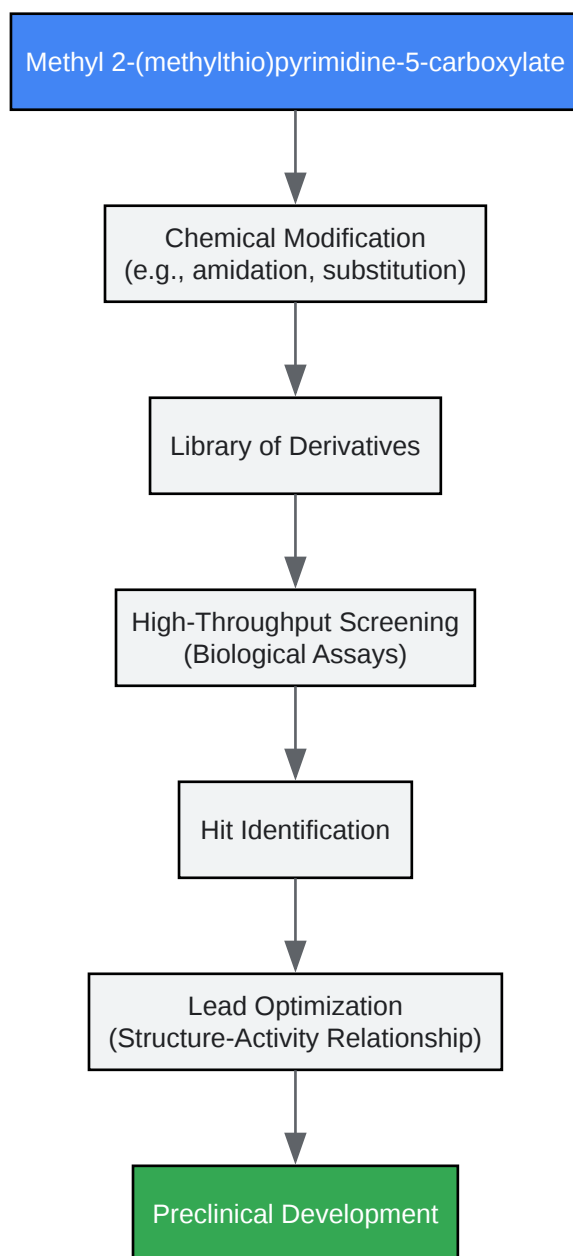 Methyl 2-(methylthio)pyrimidine-5-carboxylate
Chemical Modification
(e.g., amidation, substitution)
Library of Derivatives
High-Throughput Screening
(Biological Assays)
Hit Identification
Lead Optimization
(Structure-Activity Relationship)
Preclinical Development